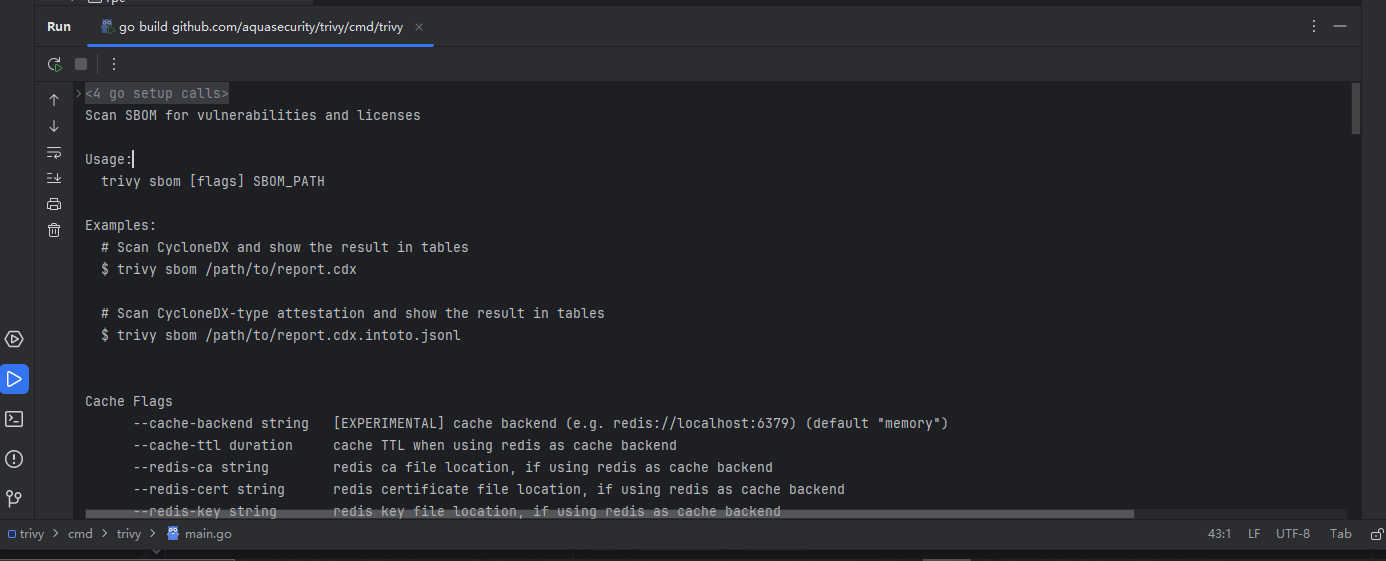 Run go build github.com/aquasecurity/trivy/cmd/trivy
<4 go setup calls>
Scan SBOM for vulnerabilities and licenses
Usage:
trivy sbom [flags] SBOM_PATH
Examples:
# Scan CycloneDX and show the result in tables
$ trivy sbom /path/to/report.cdx
# Scan CycloneDX-type attestation and show the result in tables
$ trivy sbom /path/to/report.cdx.intoto.jsonl
Cache Flags
--cache-backend string [EXPERIMENTAL] cache backend (e.g. redis://localhost:6379) (default "memory")
--cache-ttl duration cache TTL when using redis as cache backend
--redis-ca string redis ca file location, if using redis as cache backend
--redis-cert string redis certificate file location, if using redis as cache backend
--redis-key string redis key file location, if using redis as cache backend
trivy > cmd > trivy > main.go 43:1 LF UTF-8 Tab